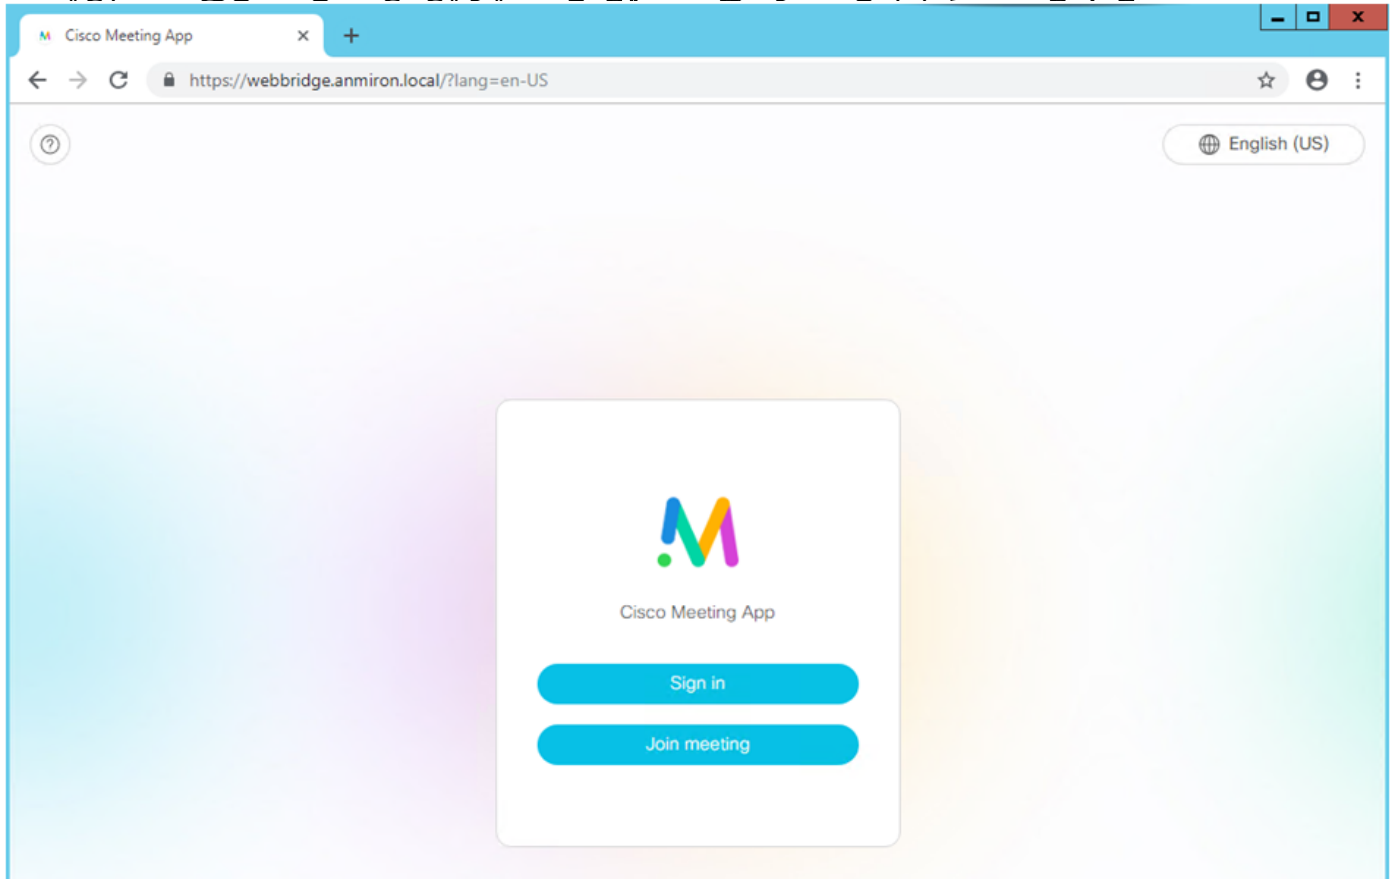 Cisco Meeting App
https://webbridge.anmiron.local/?lang=en-US
English (US)
Cisco Meeting App
Sign in
Join meeting